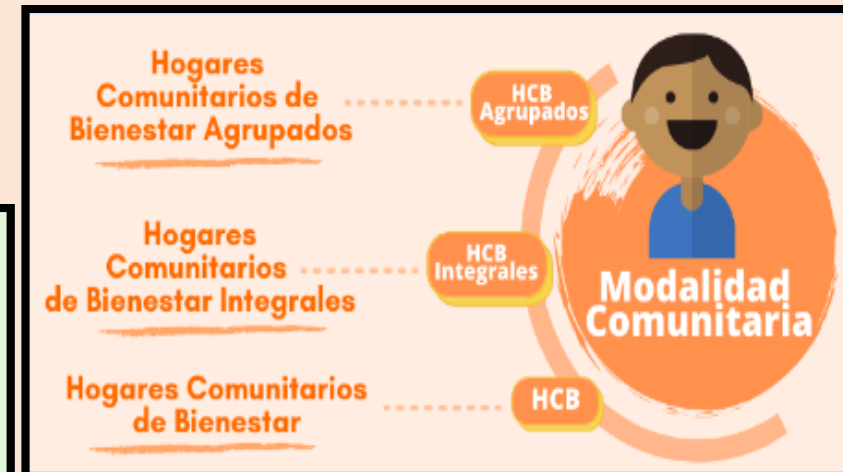 Hogares
Comunitarios de
Bienestar Agrupados
HCB
Agrupados
Hogares
Comunitarios
de Bienestar Integrales
HCB
Integrales
Hogares Comunitarios
de Bienestar
HCB
Modalidad
Comunitaria